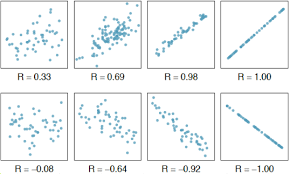 R = 0.33 R = 0.69 R = 0.98 R = 1.00
R = −0.08 R = −0.64 R = −0.92 R = −1.00